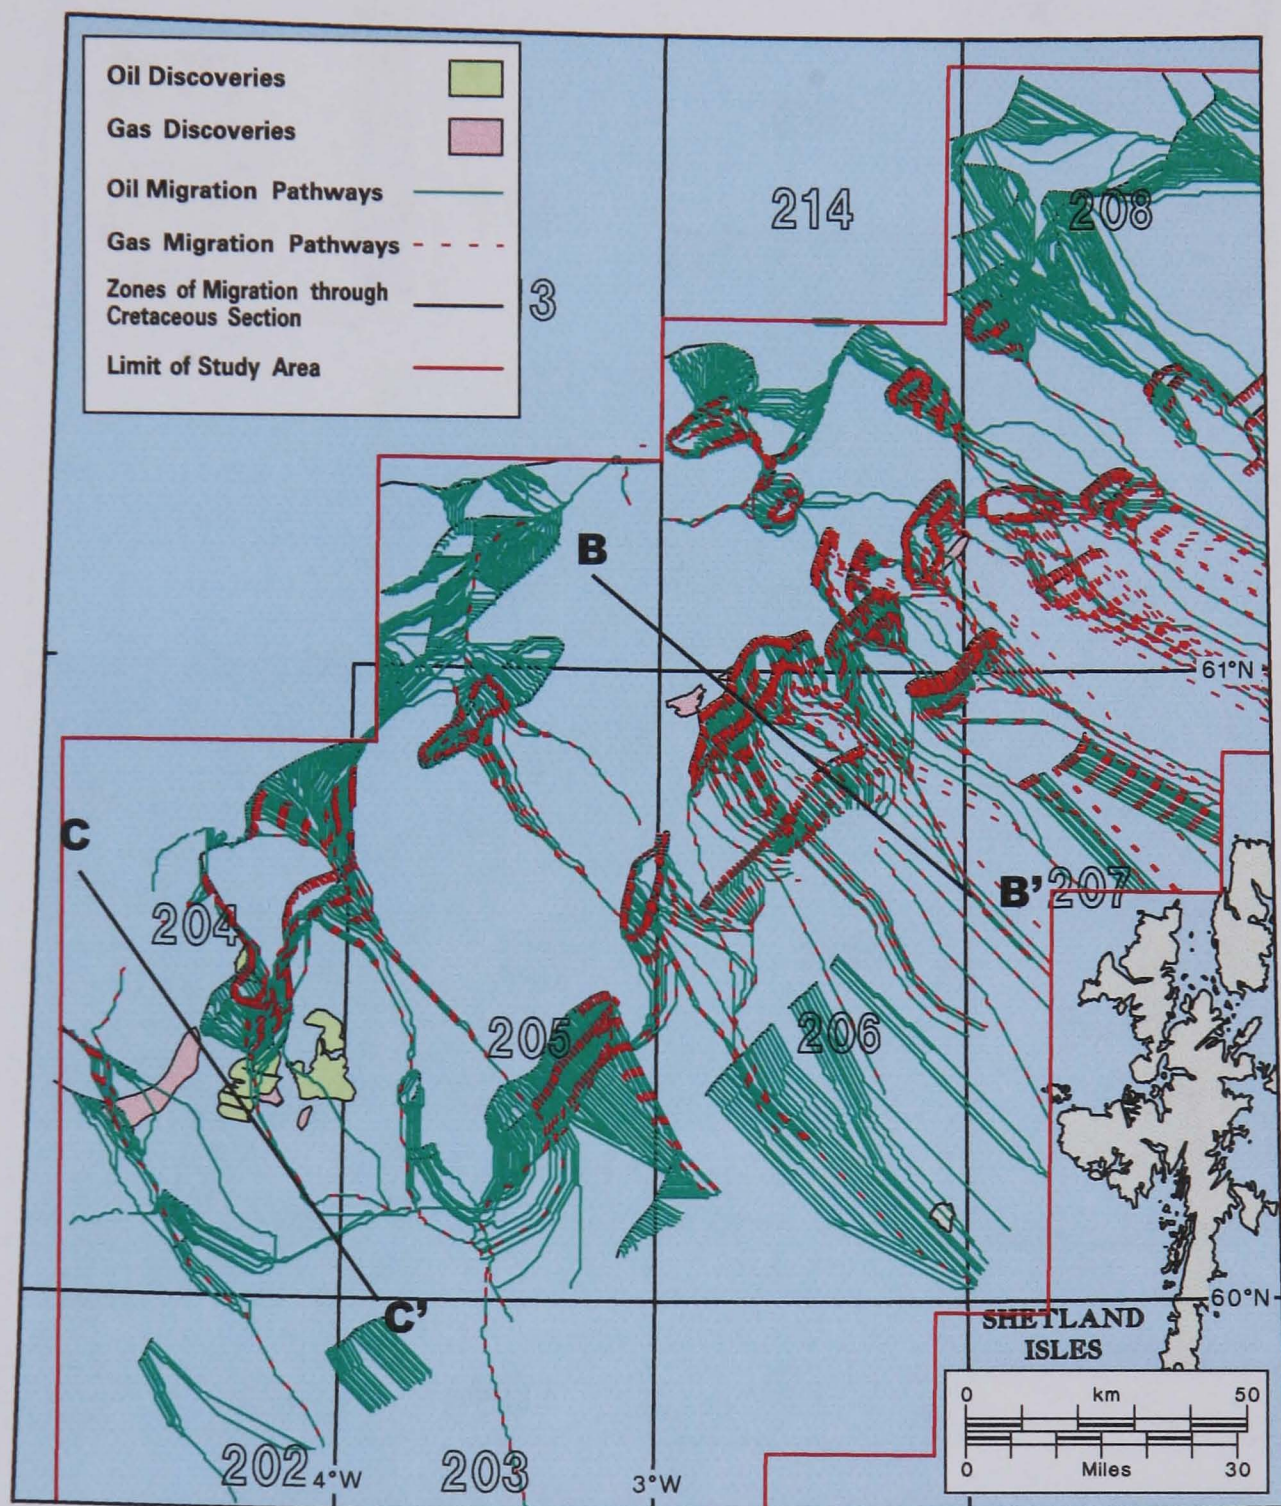 Oil Discoveries
Gas Discoveries
Oil Migration Pathways
Gas Migration Pathways
Zones of Migration through
Cretaceous Section
Limit of Study Area
3
214
208
B
61°N
C
204
B'
207
205
206
C'
60°N
SHETLAND
ISLES
0 km 50
0 Miles 30
202
4°W
203
3°W